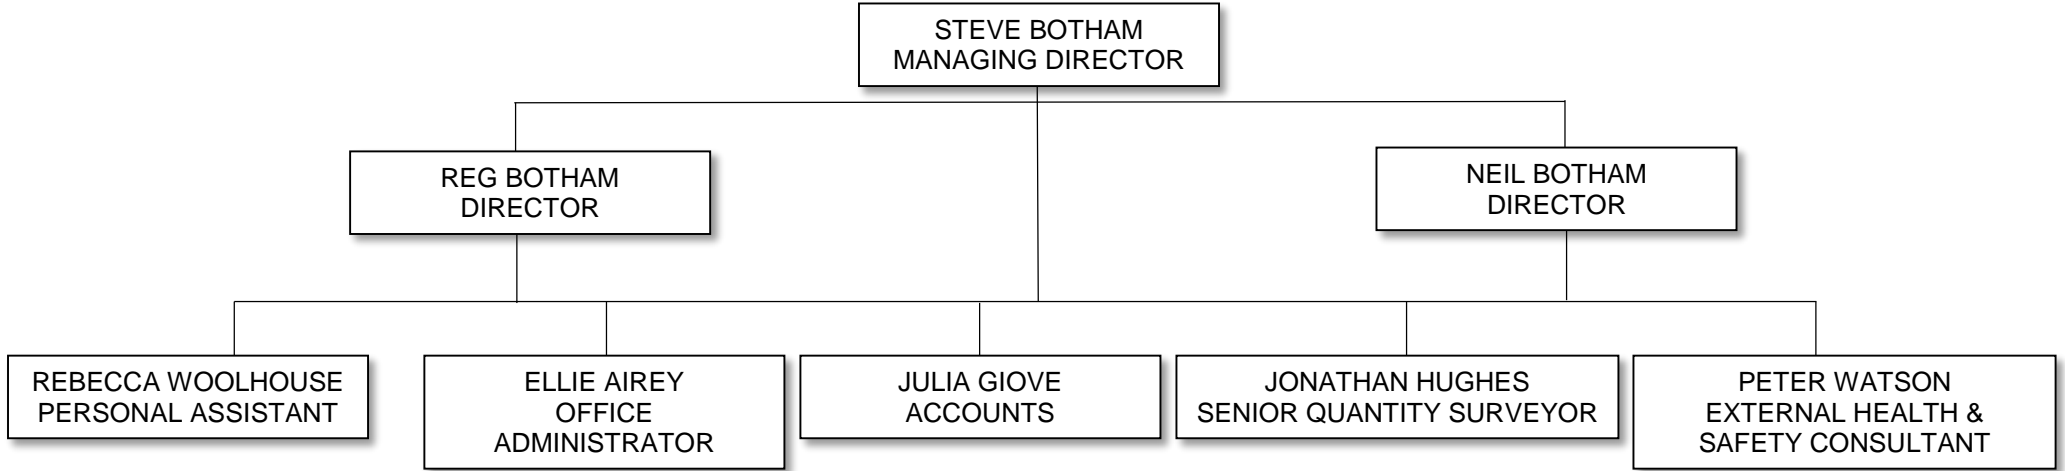 STEVE BOTHAM
MANAGING DIRECTOR
REG BOTHAM
DIRECTOR
NEIL BOTHAM
DIRECTOR
REBECCA WOOLHOUSE
PERSONAL ASSISTANT
ELLIE AIREY
OFFICE
ADMINISTRATOR
JULIA GIOVE
ACCOUNTS
JONATHAN HUGHES
SENIOR QUANTITY SURVEYOR
PETER WATSON
EXTERNAL HEALTH &
SAFETY CONSULTANT